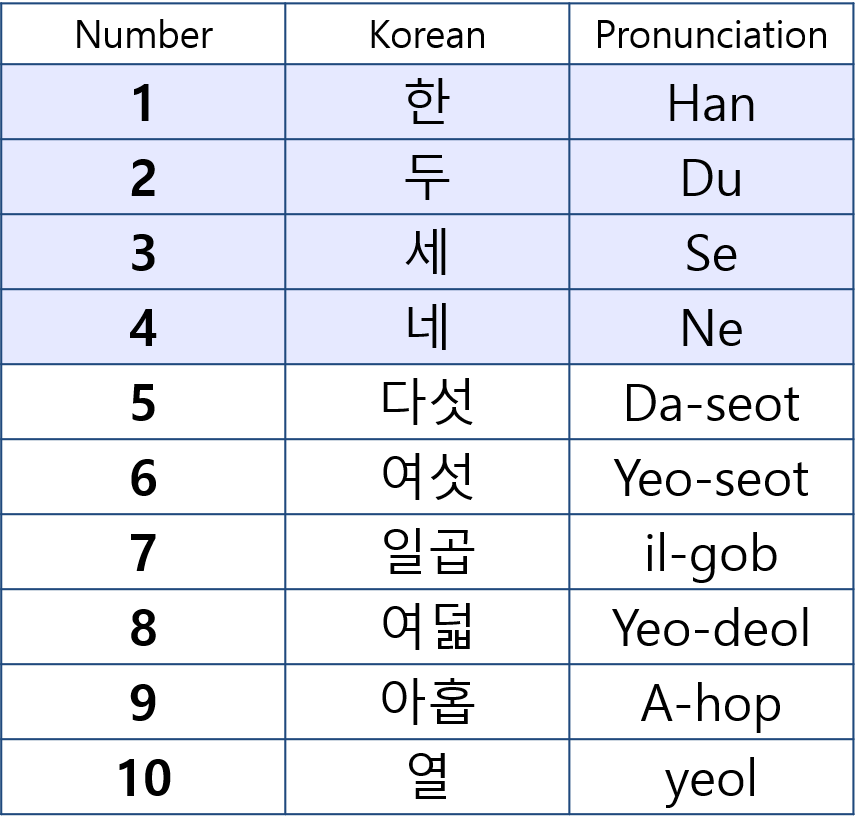 Number Korean Pronunciation
1 한 Han
2 두 Du
3 세 Se
4 네 Ne
5 다섯 Da-seot
6 여섯 Yeo-seot
7 일곱 il-gob
8 여덟 Yeo-deol
9 아홉 A-hop
10 열 yeol